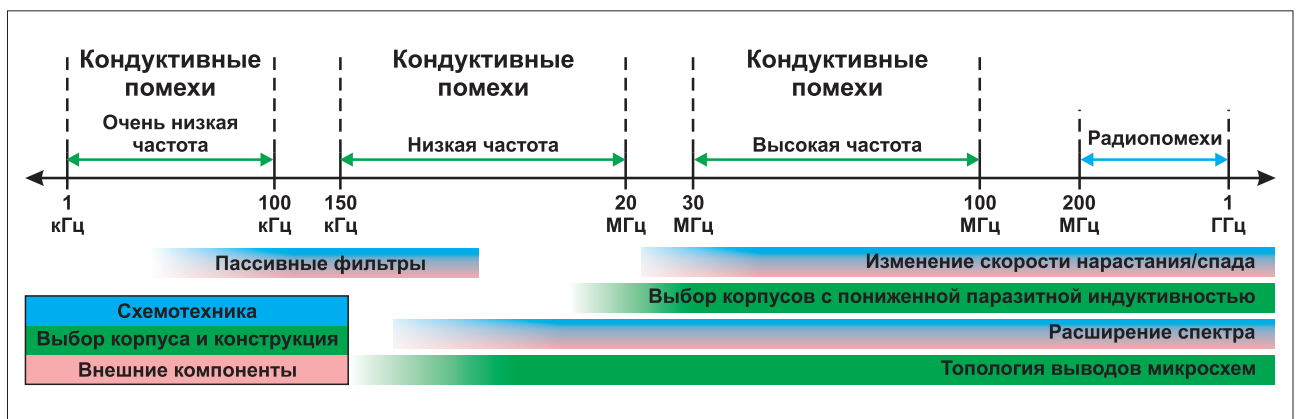 Кондуктивные
помехи
Кондуктивные
помехи
Кондуктивные
помехи
Очень низкая
частота
Низкая частота
Высокая частота
Радиопомехи
1
кГц
100
кГц
150
кГц
20
МГц
30
МГц
100
МГц
200
МГц
1
ГГц
Пассивные фильтры
Изменение скорости нарастания/спада
Выбор корпусов с пониженной паразитной индуктивностью
Расширение спектра
Топология выводов микросхем
Схемотехника
Выбор корпуса и конструкция
Внешние компоненты